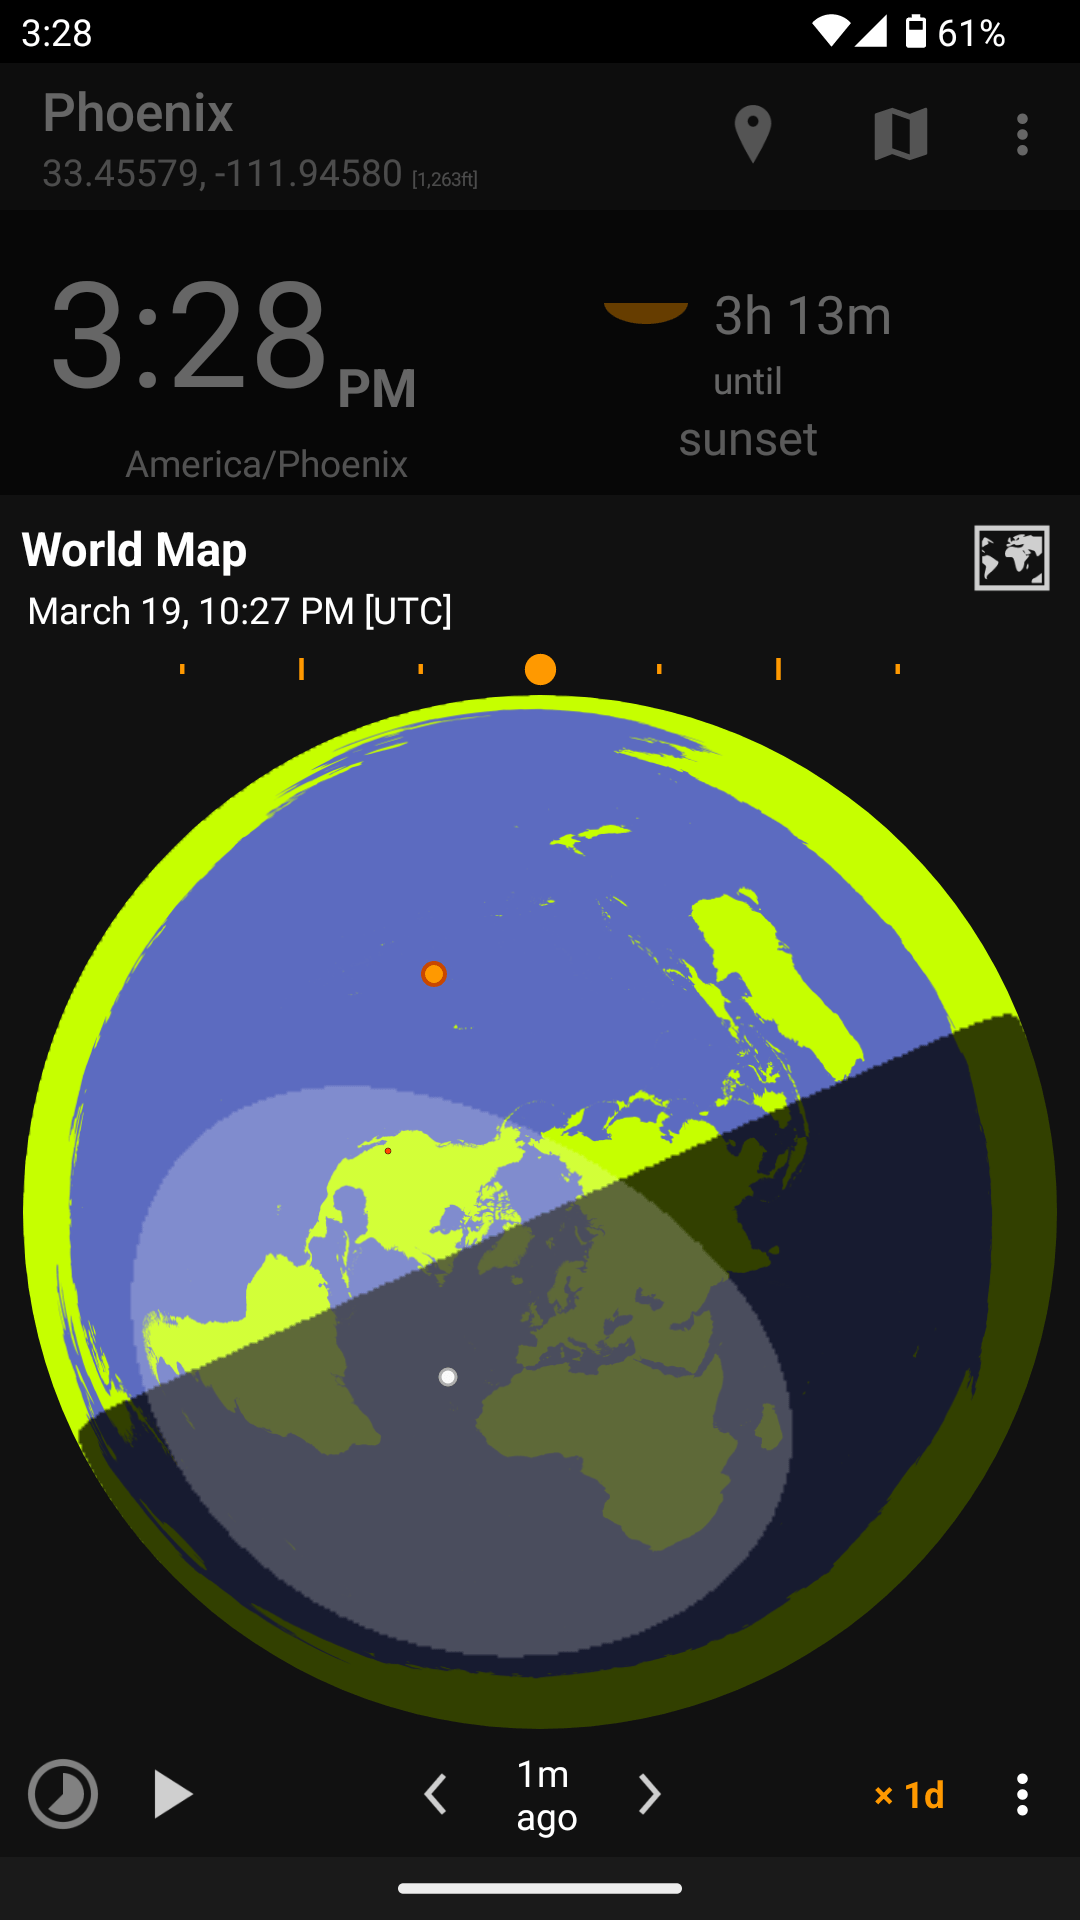 3:28
61%
Phoenix
33.45579, -111.94580 [1,263ft]
3:28 PM
America/Phoenix
3h 13m
until
sunset
World Map
March 19, 10:27 PM [UTC]
1m
ago
× 1d